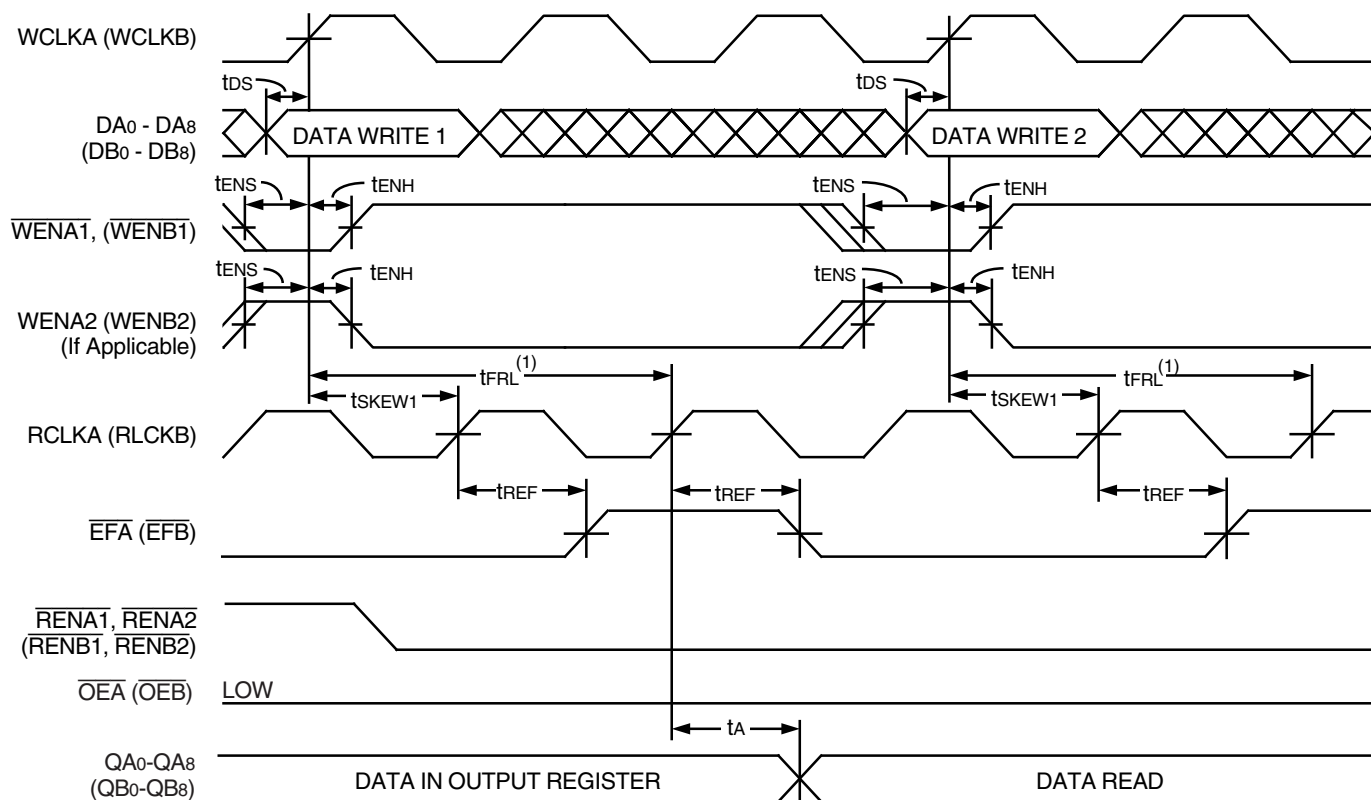 WCLKA (WCLKB)
tDS
tDS
DA0 - DA8
(DB0 - DB8)
DATA WRITE 1
DATA WRITE 2
tENS
tENH
tENS
tENH
WENA1, (WENB1)
tENS
tENH
tENS
tENH
WENA2 (WENB2)
(If Applicable)
tFRL(1)
tFRL(1)
tSKEW1
tSKEW1
RCLKA (RLCKB)
tREF
tREF
tREF
EFA (EFB)
RENA1, RENA2
(RENB1, RENB2)
OEA (OEB)
LOW
tA
QA0-QA8
(QB0-QB8)
DATA IN OUTPUT REGISTER
DATA READ